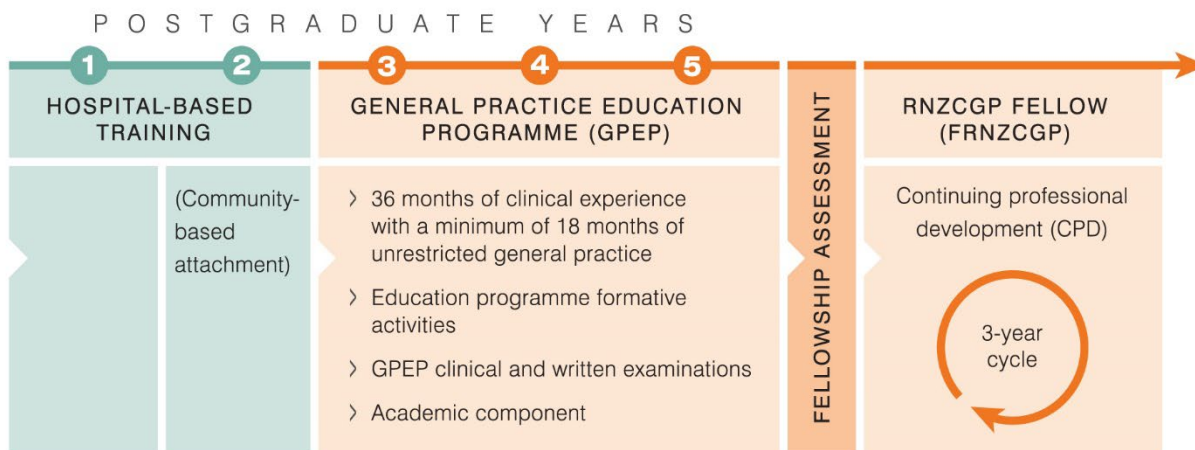 POSTGRADUATE YEARS
1 2 3 4 5
HOSPITAL-BASED
TRAINING
(Community-
based
attachment)
GENERAL PRACTICE EDUCATION
PROGRAMME (GPEP)
> 36 months of clinical experience
with a minimum of 18 months of
unrestricted general practice
> Education programme formative
activities
> GPEP clinical and written examinations
> Academic component
FELLOWSHIP ASSESSMENT
RNZCGP FELLOW
(FRNZCGP)
Continuing professional
development (CPD)
3-year
cycle